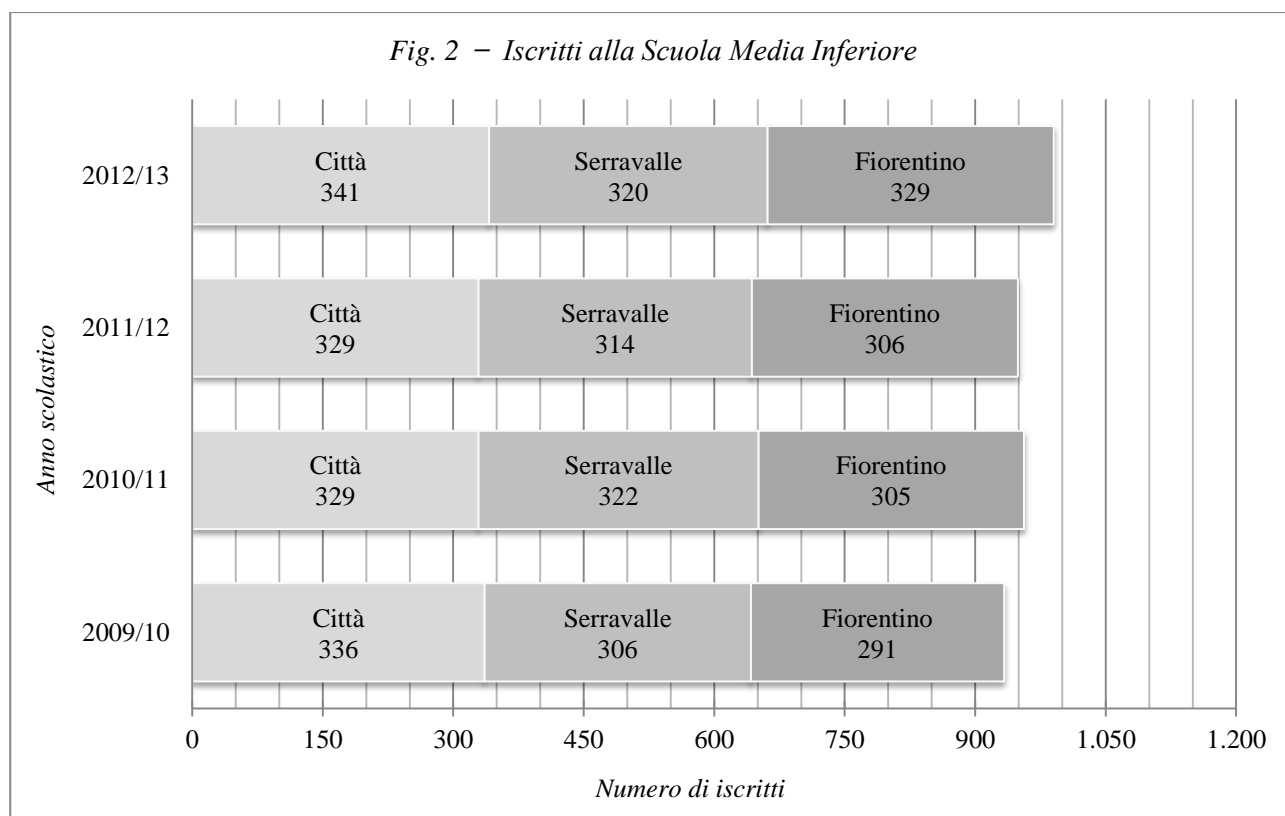 Fig. 2 – Iscritti alla Scuola Media Inferiore
Anno scolastico
2012/13
Città
341
Serravalle
320
Fiorentino
329
2011/12
Città
329
Serravalle
314
Fiorentino
306
2010/11
Città
329
Serravalle
322
Fiorentino
305
2009/10
Città
336
Serravalle
306
Fiorentino
291
0 150 300 450 600 750 900 1.050 1.200
Numero di iscritti